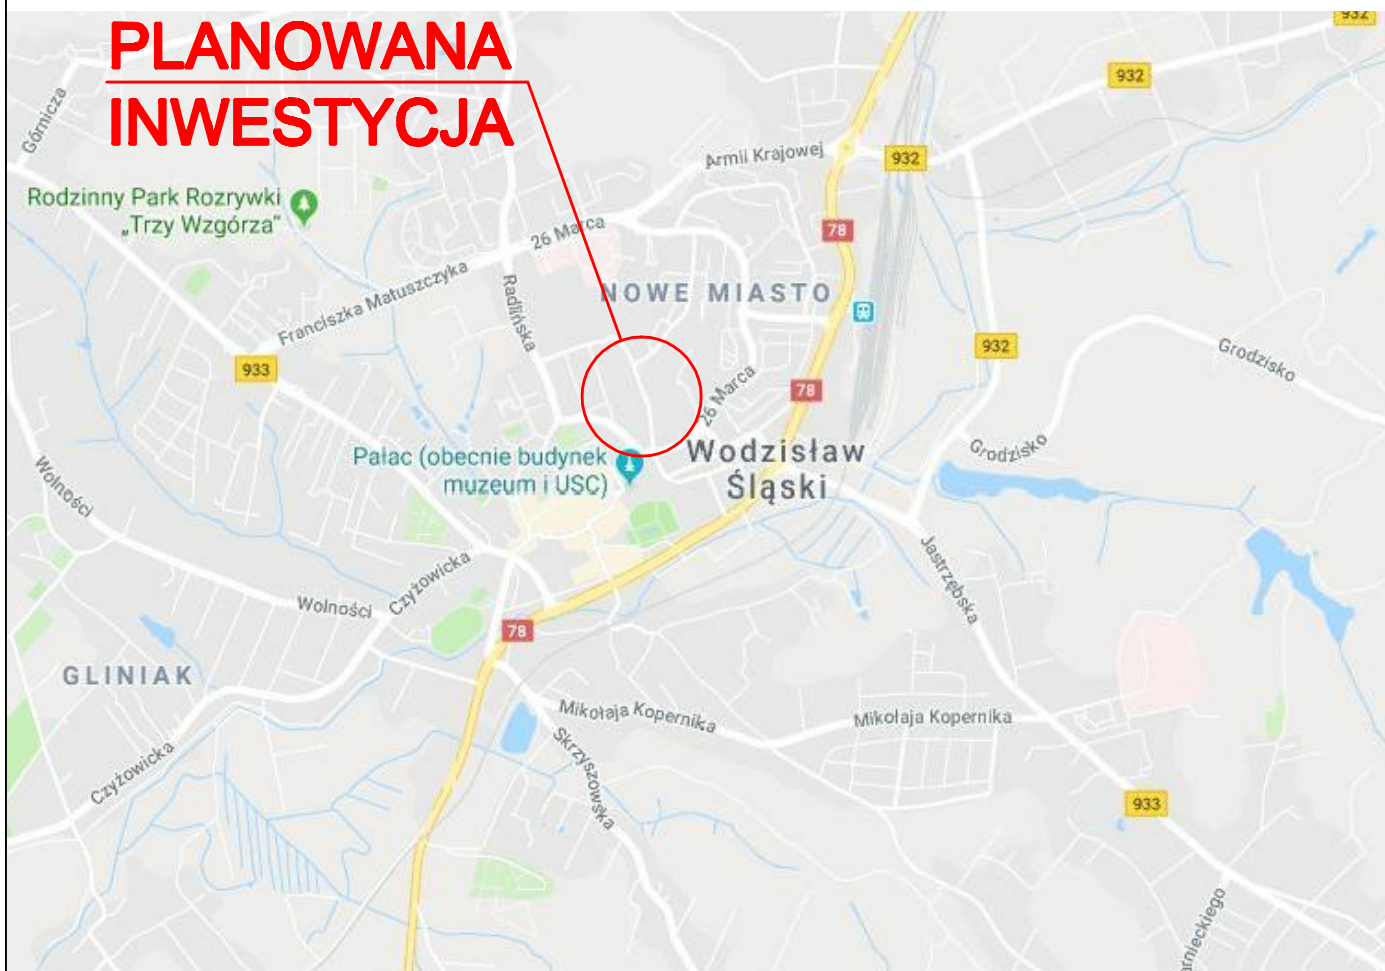 PLANOWANA
INWESTYCJA
932
932
Górnicza
Armii Krajowej
932
Rodzinny Park Rozrywki
„Trzy Wzgórza“
26 Marca
78
Radlińska
Franciszka Matuszczyka
NOWE MIASTO
932
Grodzisko
933
78
26 Marca
Grodzisko
Pałac (obecnie budynek
muzeum i USC)
Wodzisław
Śląski
Wolności
Jastrzębska
Czyżowicka
Wolności
78
GLINIAK
Mikołaja Kopernika
Mikołaja Kopernika
Skrzyszowska
Czyżowicka
933